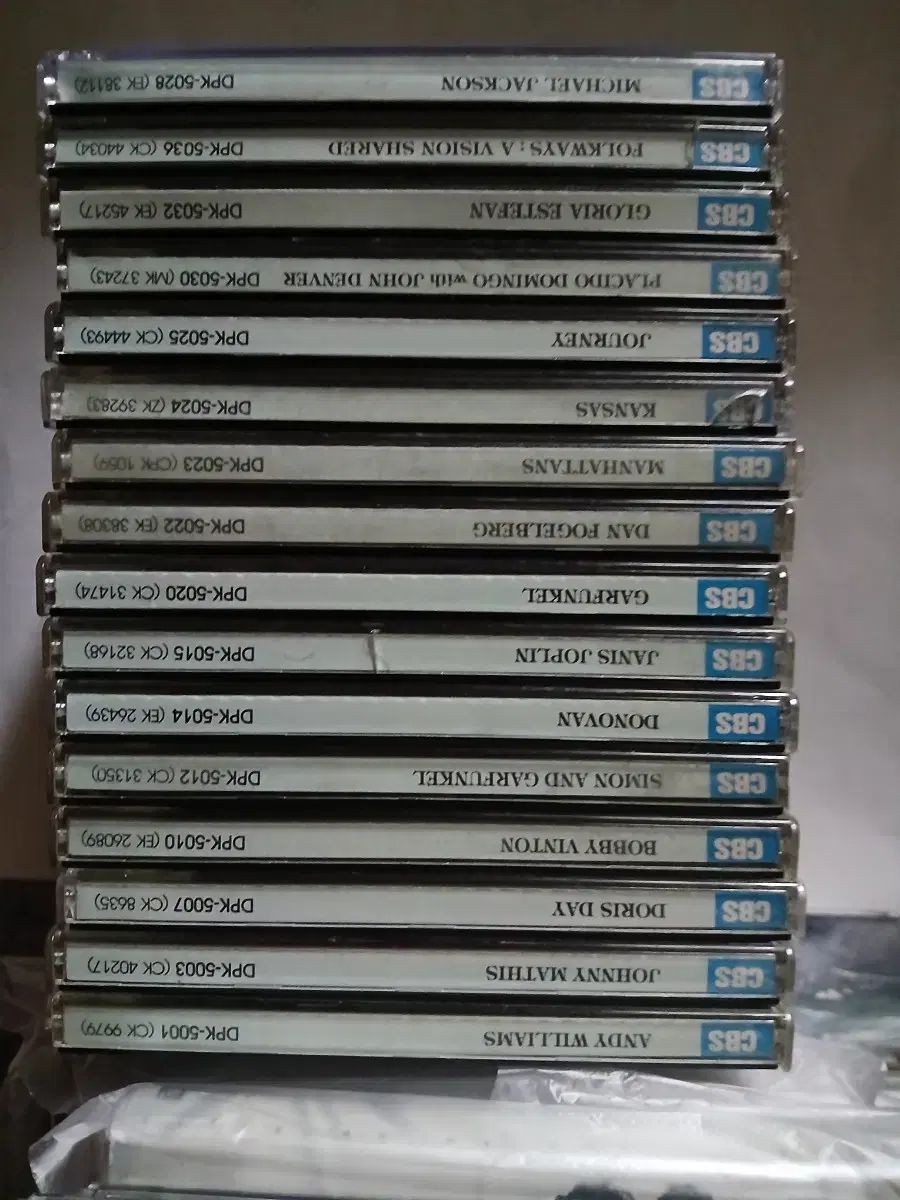 CBS ANDY WILLIAMS DPK-5001 (CK 9979)
CBS JOHNNY MATHIS DPK-5003 (CK 40217)
CBS DORIS DAY DPK-5007 (CK 8635)
CBS BOBBY VINTON DPK-5010 (EK 26089)
CBS SIMON AND GARFUNKEL DPK-5012 (CK 31350)
CBS DONOVAN DPK-5014 (EK 26439)
CBS JANIS JOPLIN DPK-5015 (CK 32168)
CBS GARFUNKEL DPK-5020 (CK 31474)
CBS DAN FOGELBERG DPK-5022 (EK 38308)
CBS MANHATTANS DPK-5023 (CPK 1059)
CBS KANSAS DPK-5024 (ZK 39283)
CBS JOURNEY DPK-5025 (CK 44493)
CBS PLACIDO DOMINGO with JOHN DENVER DPK-5030 (MK 37243)
CBS GLORIA ESTEFAN DPK-5032 (EK 45217)
CBS FOLKWAYS : A VISION SHARED DPK-5036 (CK 44034)
CBS MICHAEL JACKSON DPK-5028 (EK 38112)